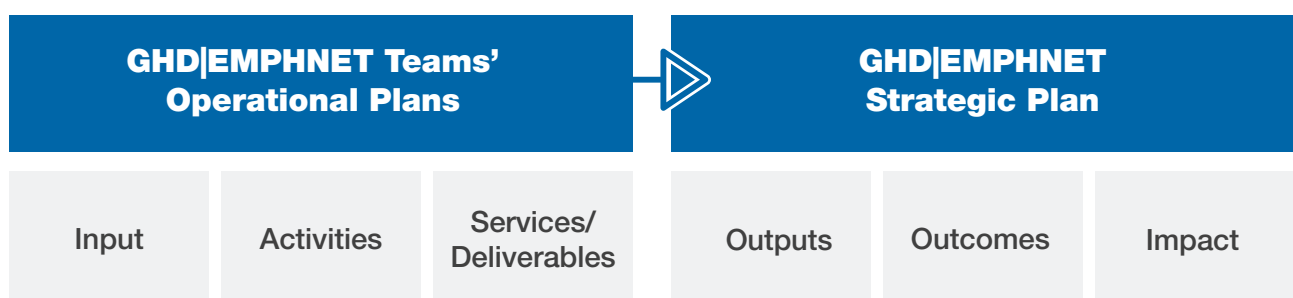 GHD|EMPHNET Teams’
Operational Plans
GHD|EMPHNET
Strategic Plan
Input
Activities
Services/
Deliverables
Outputs
Outcomes
Impact